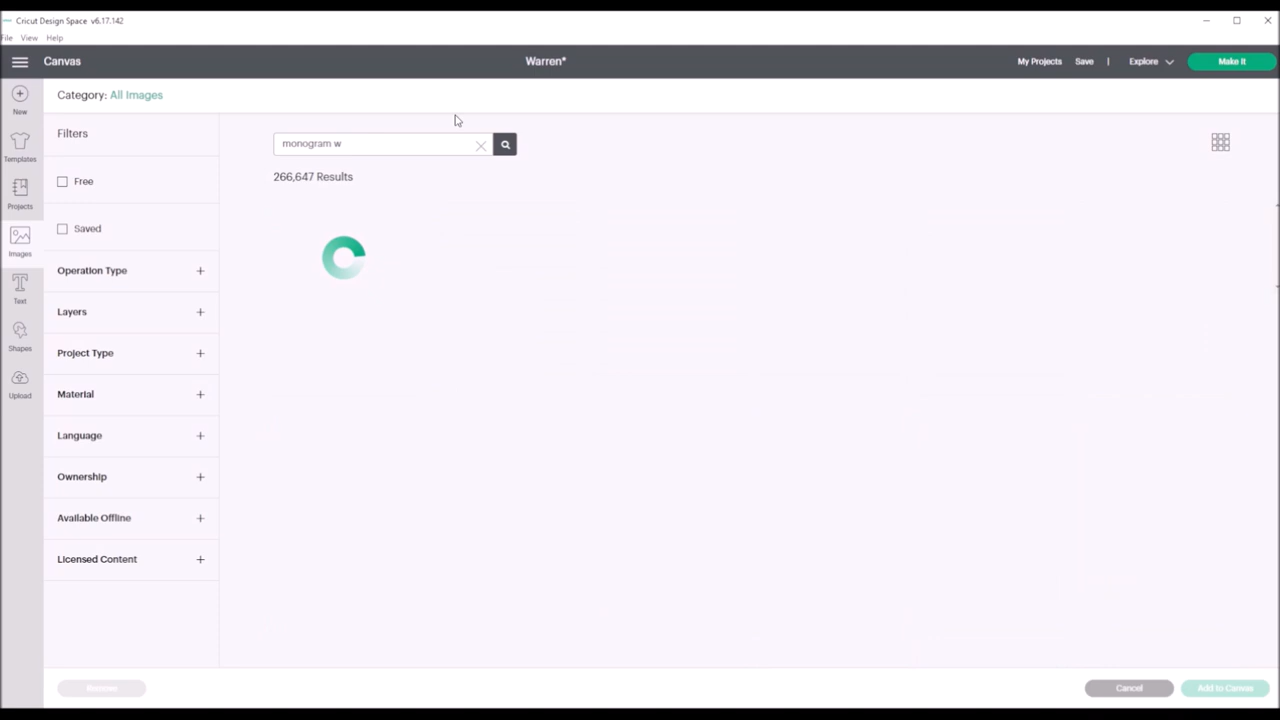 Cricut Design Space v6.17.142
File View Help
Canvas
Warren*
My Projects Save | Explore
Make It
New
Templates
Projects
Images
Text
Shapes
Upload
Category: All Images
Filters
Free
Saved
Operation Type +
Layers +
Project Type +
Material +
Language +
Ownership +
Available Offline +
Licensed Content +
monogram w
266,647 Results
Remove
Cancel
Add to Canvas